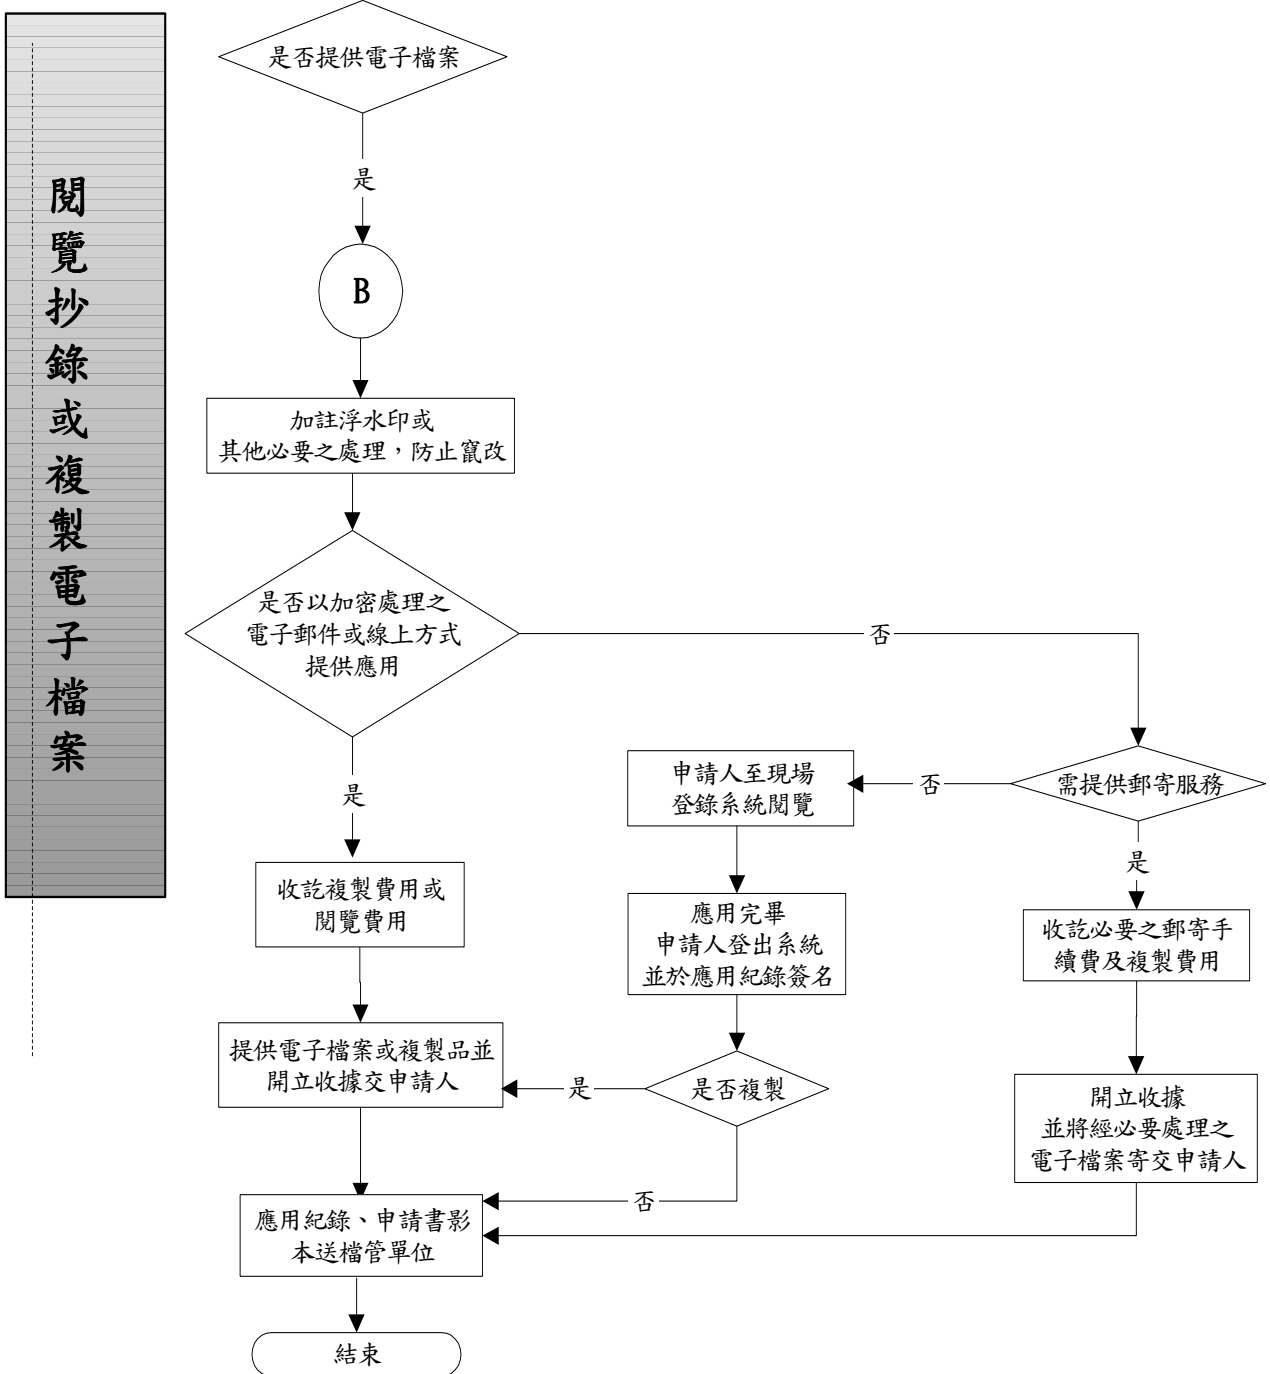 閱覽抄錄或複製電子檔案
是否提供電子檔案
是
B
加註浮水印或
其他必要之處理，防止竄改
是否以加密處理之
電子郵件或線上方式
提供應用
否
是
需提供郵寄服務
否
是
申請人至現場
登錄系統閱覽
收訖複製費用或
閱覽費用
應用完畢
申請人登出系統
並於應用紀錄簽名
收訖必要之郵寄手
續費及複製費用
提供電子檔案或複製品並
開立收據交申請人
是
是否複製
開立收據
並將經必要處理之
電子檔案寄交申請人
否
應用紀錄、申請書影
本送檔管單位
結束